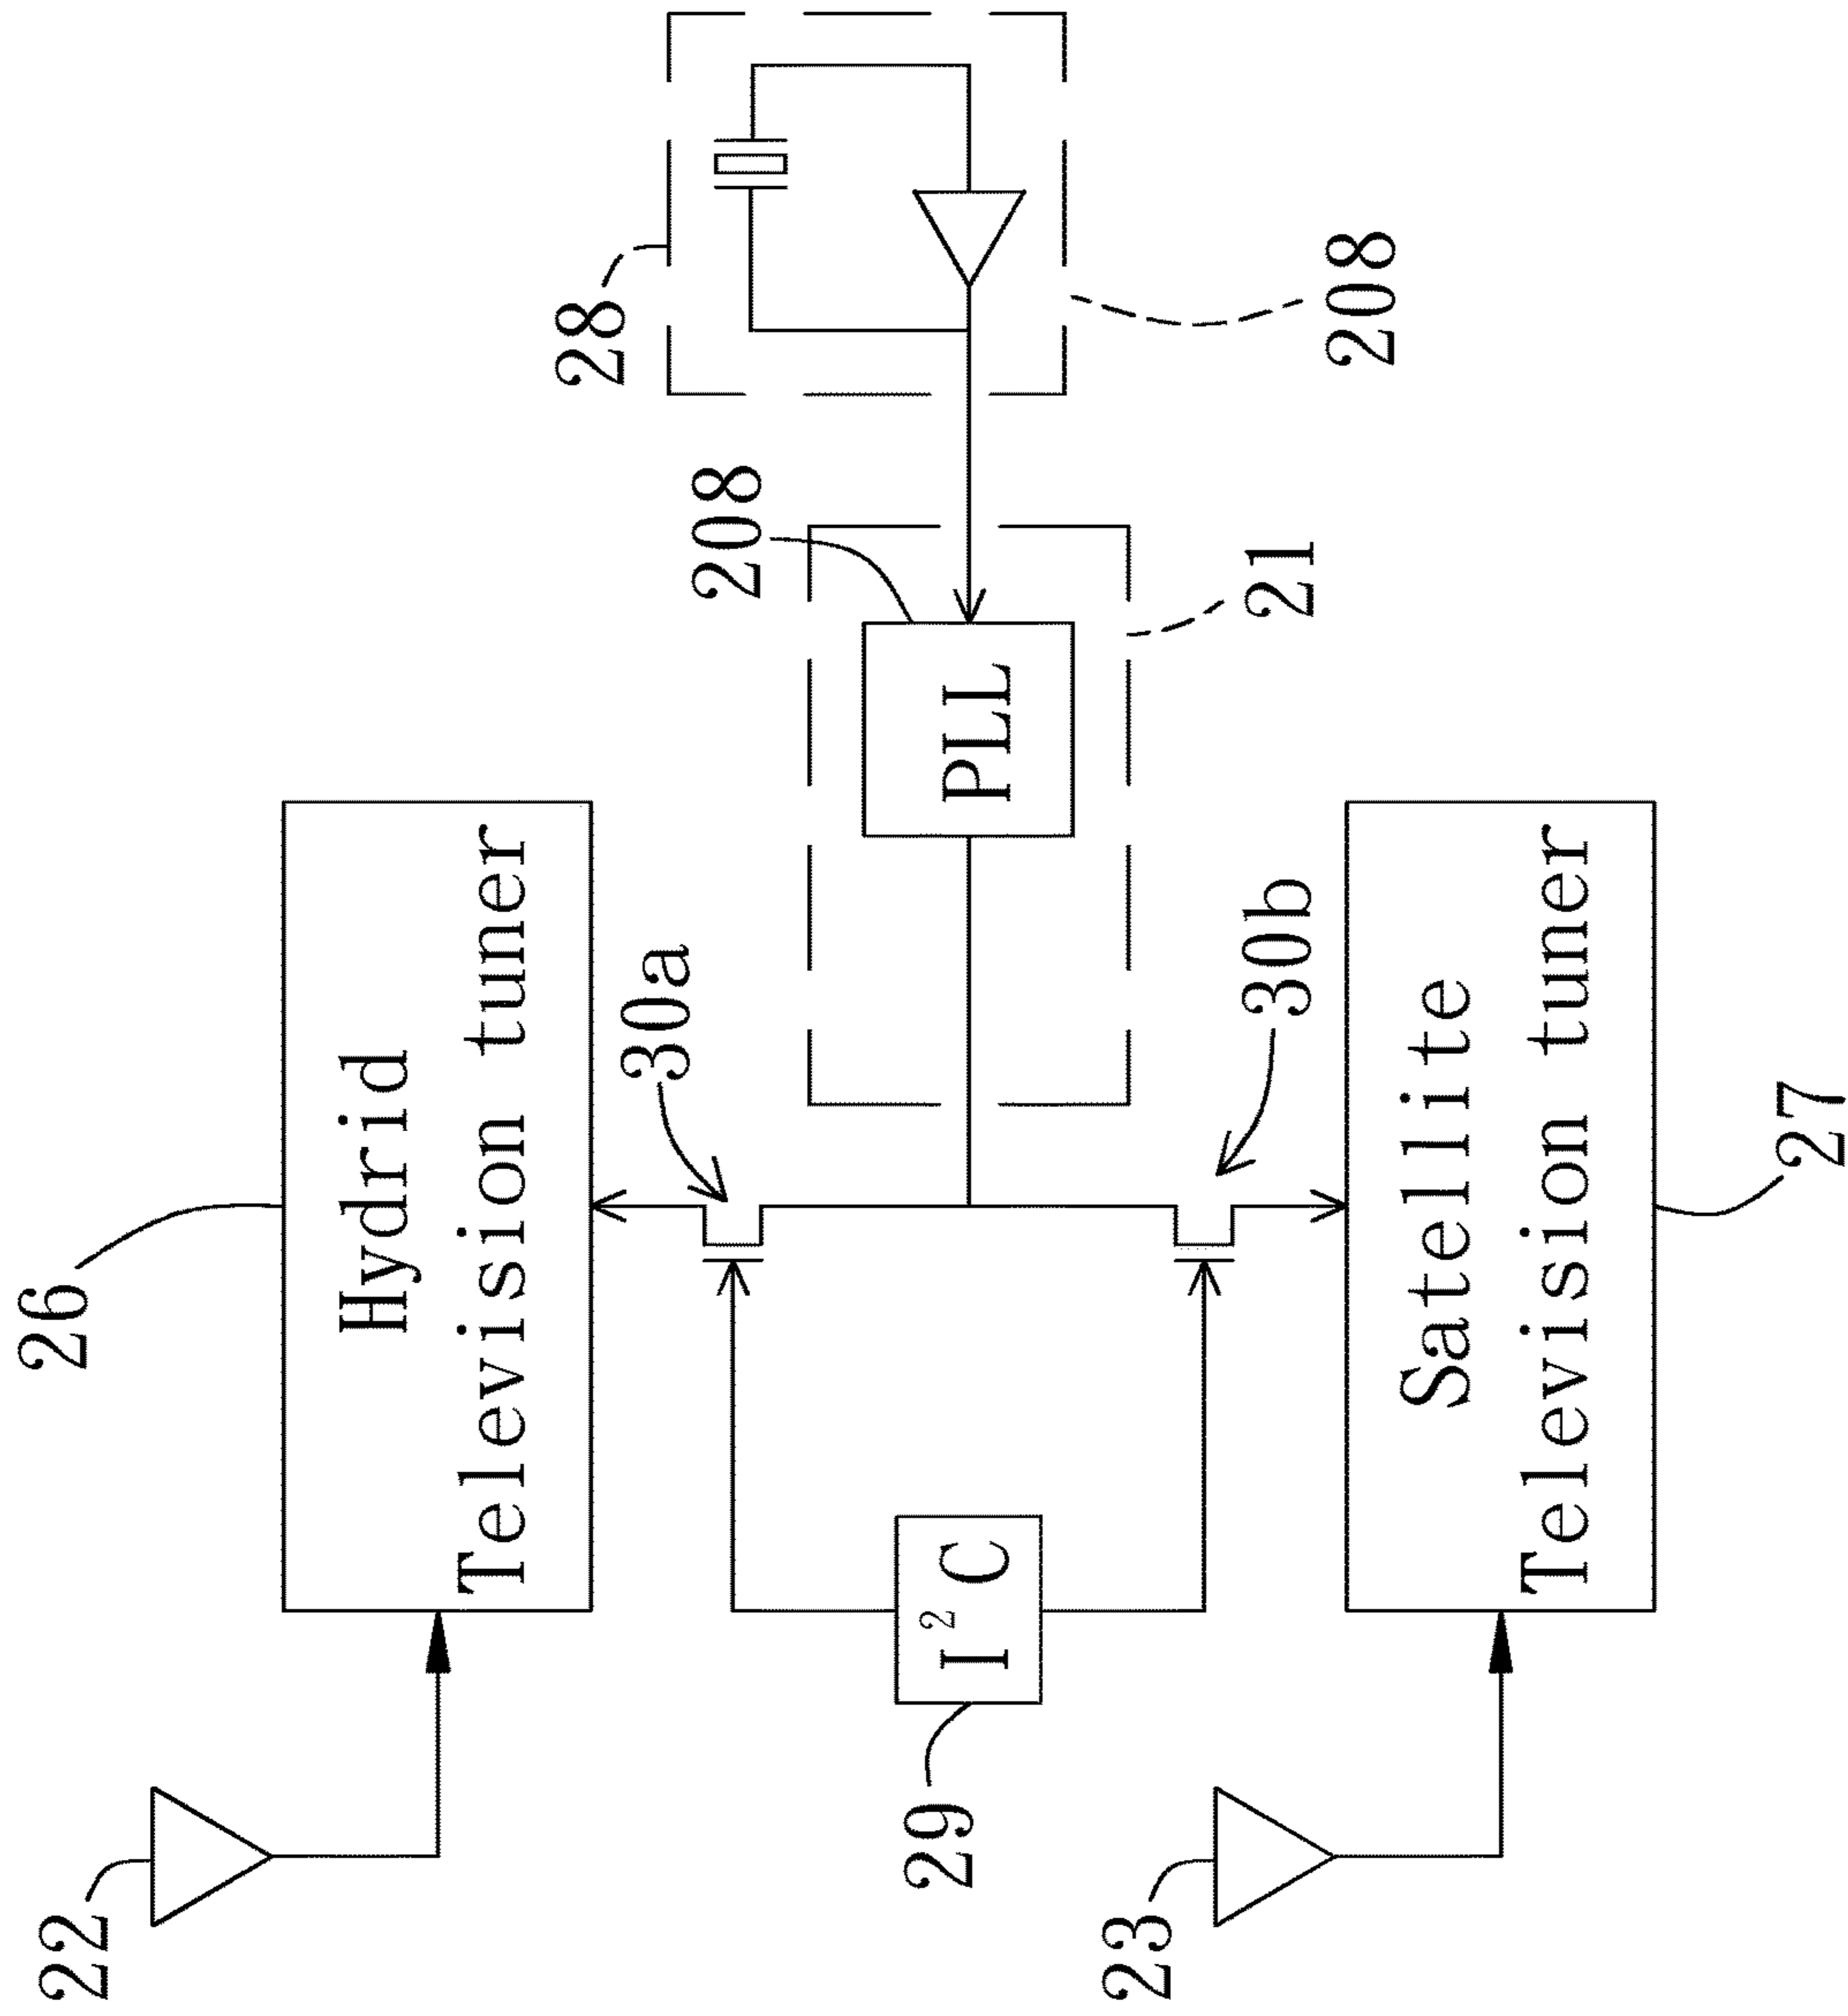 22
26
Hydrid
Television tuner
30a
28
208
208
PLL
21
29
I²C
30b
23
Satellite
Television tuner
27